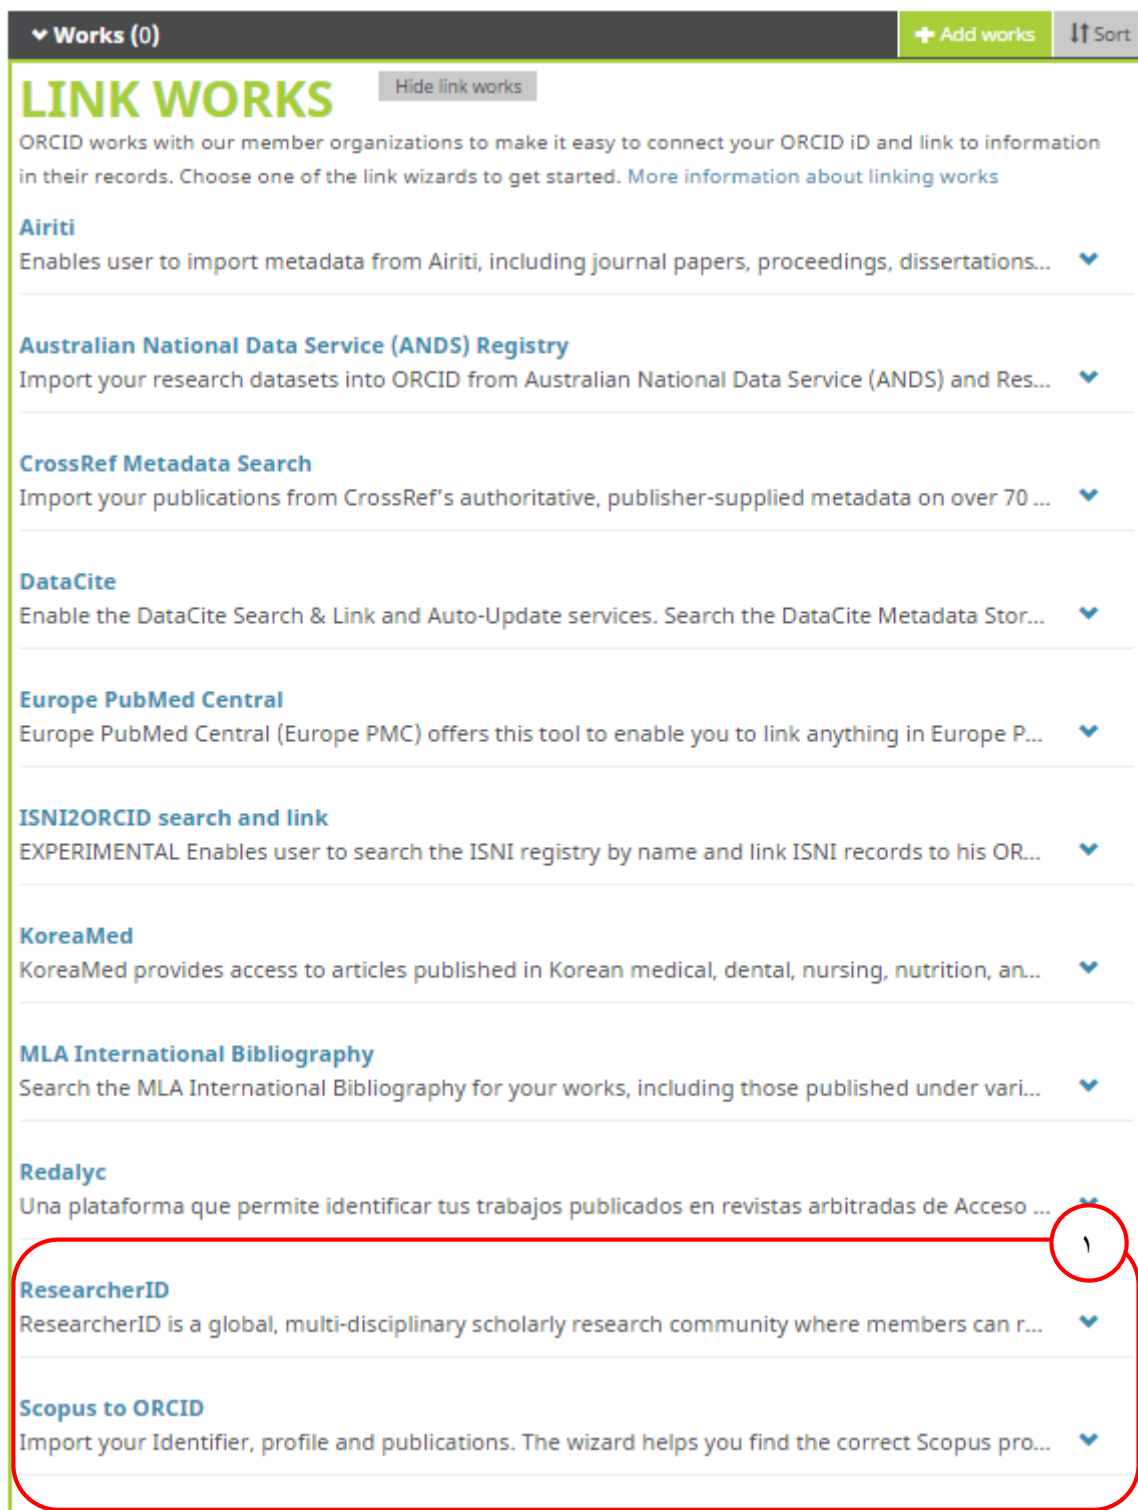 Works (0)
Add works
Sort
LINK WORKS
Hide link works
ORCID works with our member organizations to make it easy to connect your ORCID iD and link to information
in their records. Choose one of the link wizards to get started. More information about linking works
Airiti
Enables user to import metadata from Airiti, including journal papers, proceedings, dissertations...
Australian National Data Service (ANDS) Registry
Import your research datasets into ORCID from Australian National Data Service (ANDS) and Res...
CrossRef Metadata Search
Import your publications from CrossRef's authoritative, publisher-supplied metadata on over 70 ...
DataCite
Enable the DataCite Search & Link and Auto-Update services. Search the DataCite Metadata Stor...
Europe PubMed Central
Europe PubMed Central (Europe PMC) offers this tool to enable you to link anything in Europe P...
ISNI2ORCID search and link
EXPERIMENTAL Enables user to search the ISNI registry by name and link ISNI records to his OR...
KoreaMed
KoreaMed provides access to articles published in Korean medical, dental, nursing, nutrition, an...
MLA International Bibliography
Search the MLA International Bibliography for your works, including those published under vari...
Redalyc
Una plataforma que permite identificar tus trabajos publicados en revistas arbitradas de Acceso ...
۱
ResearcherID
ResearcherID is a global, multi-disciplinary scholarly research community where members can r...
Scopus to ORCID
Import your Identifier, profile and publications. The wizard helps you find the correct Scopus pro...